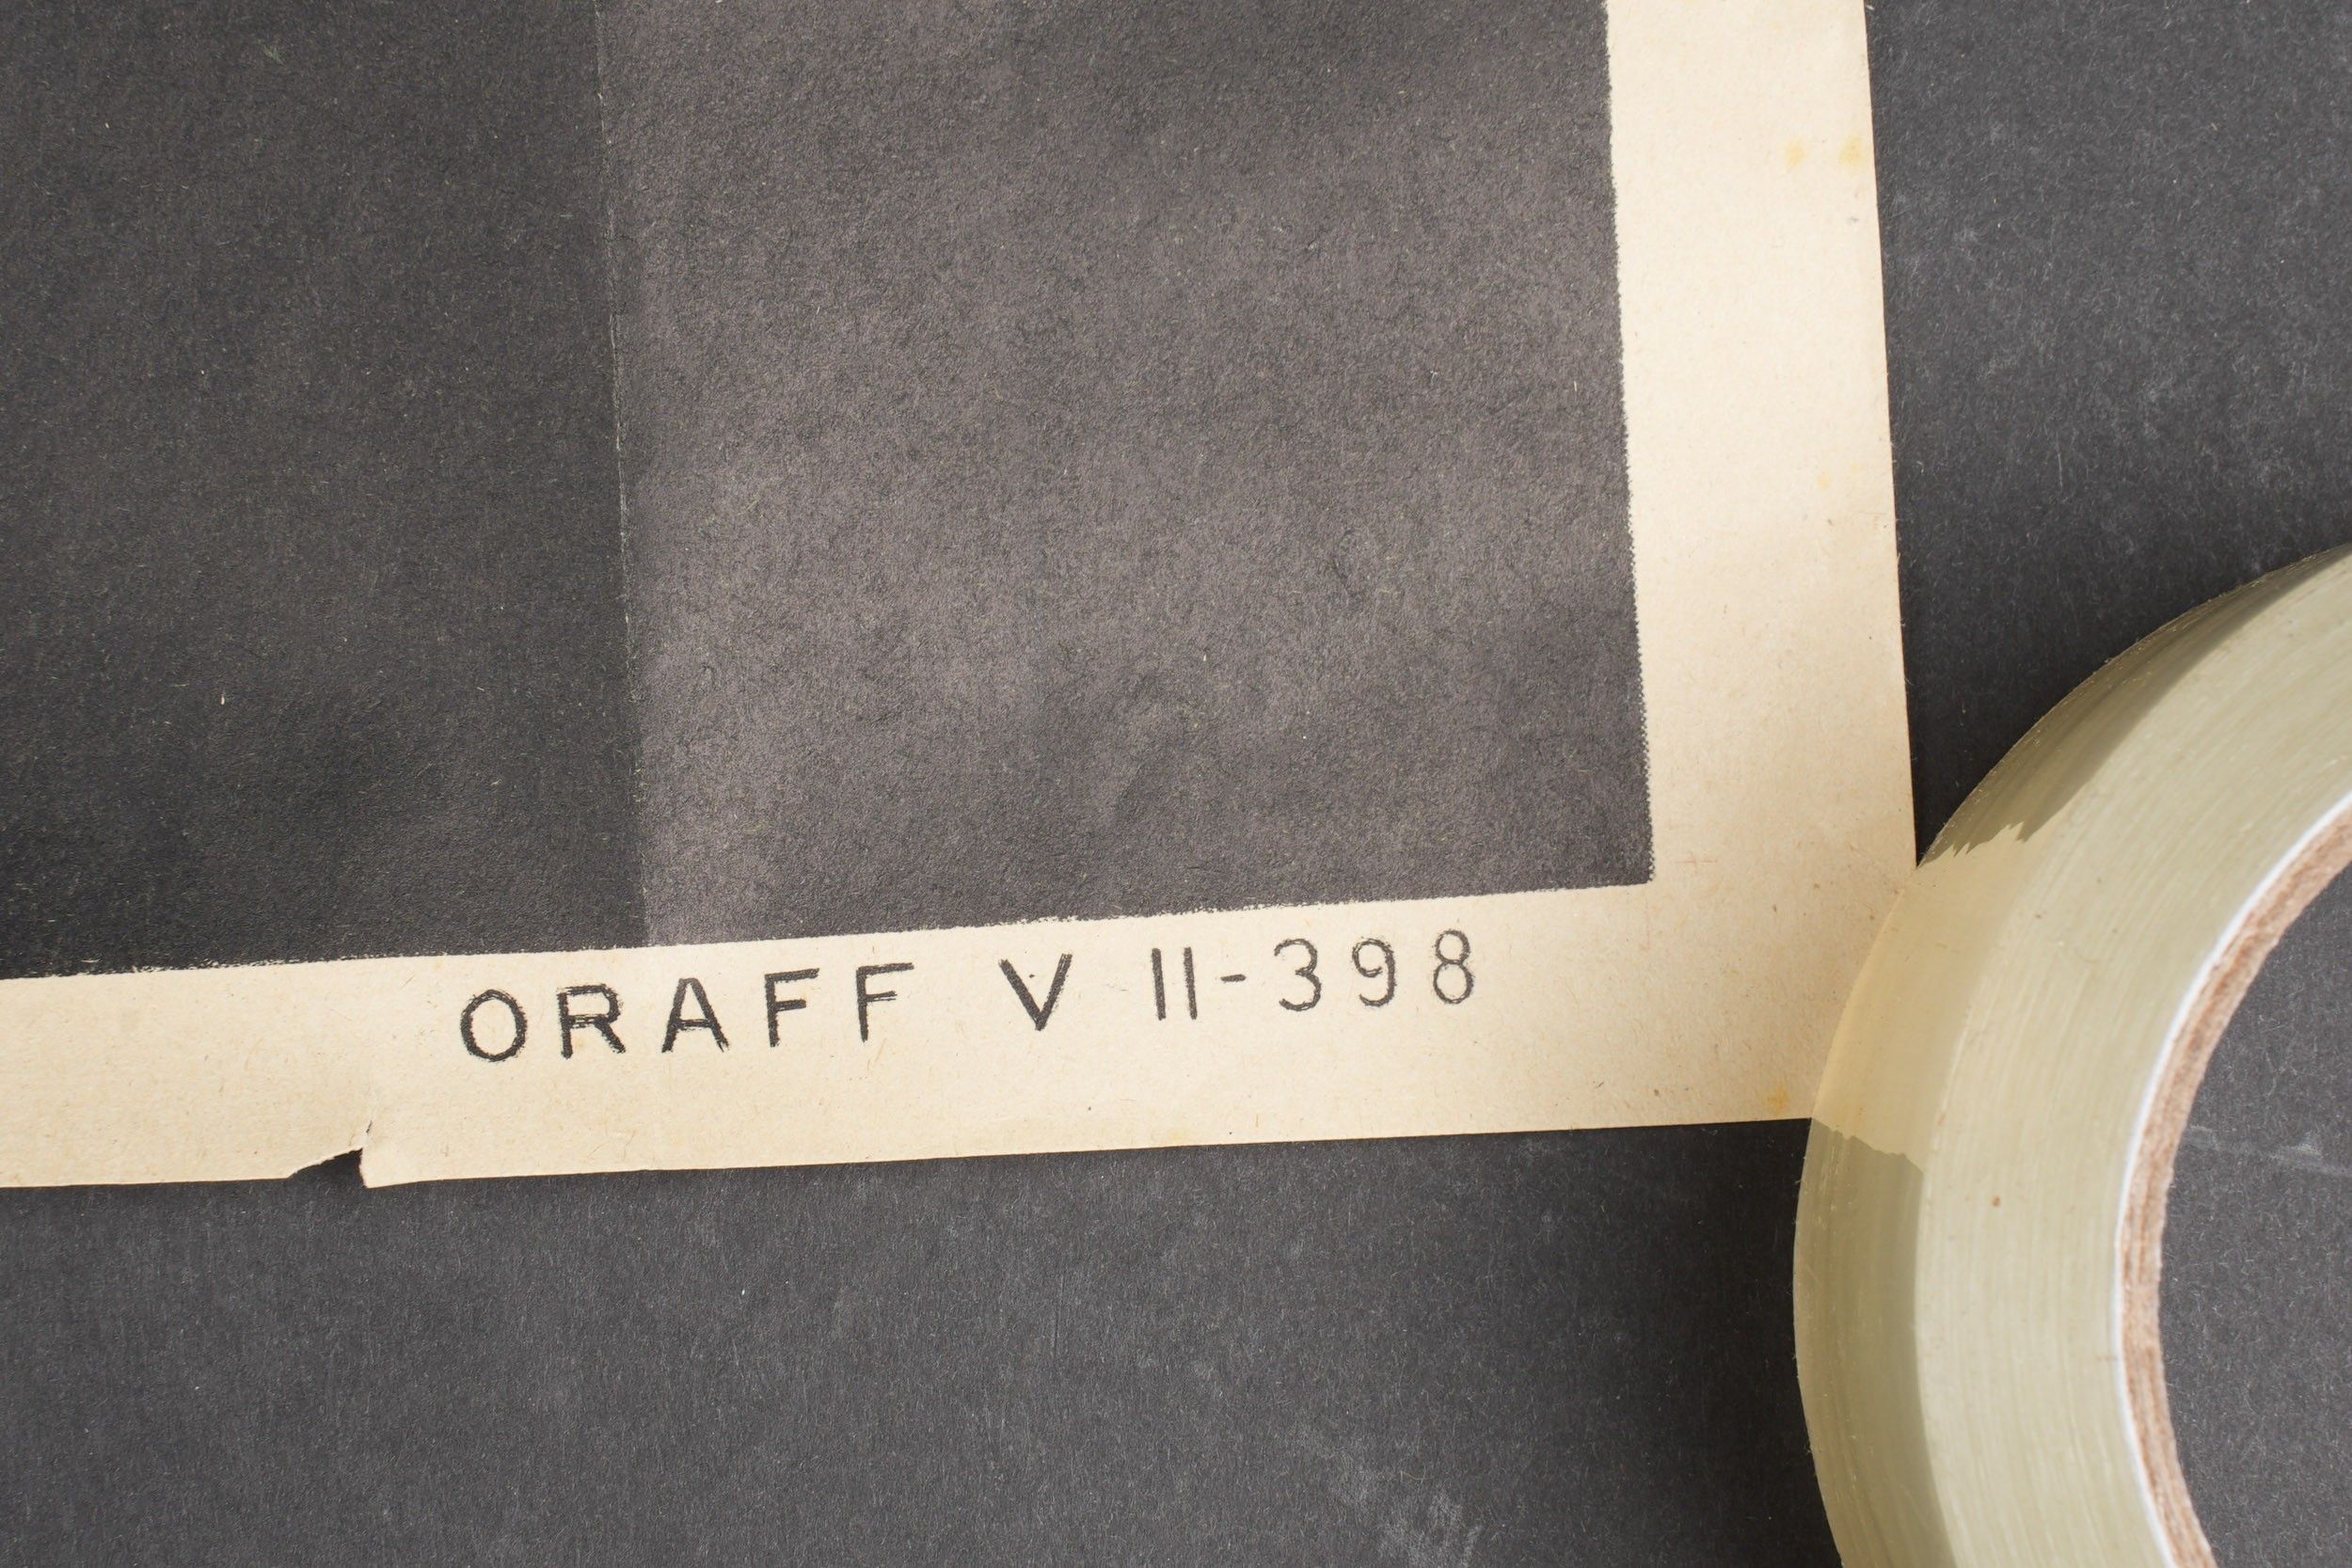 ORAFF V II-398